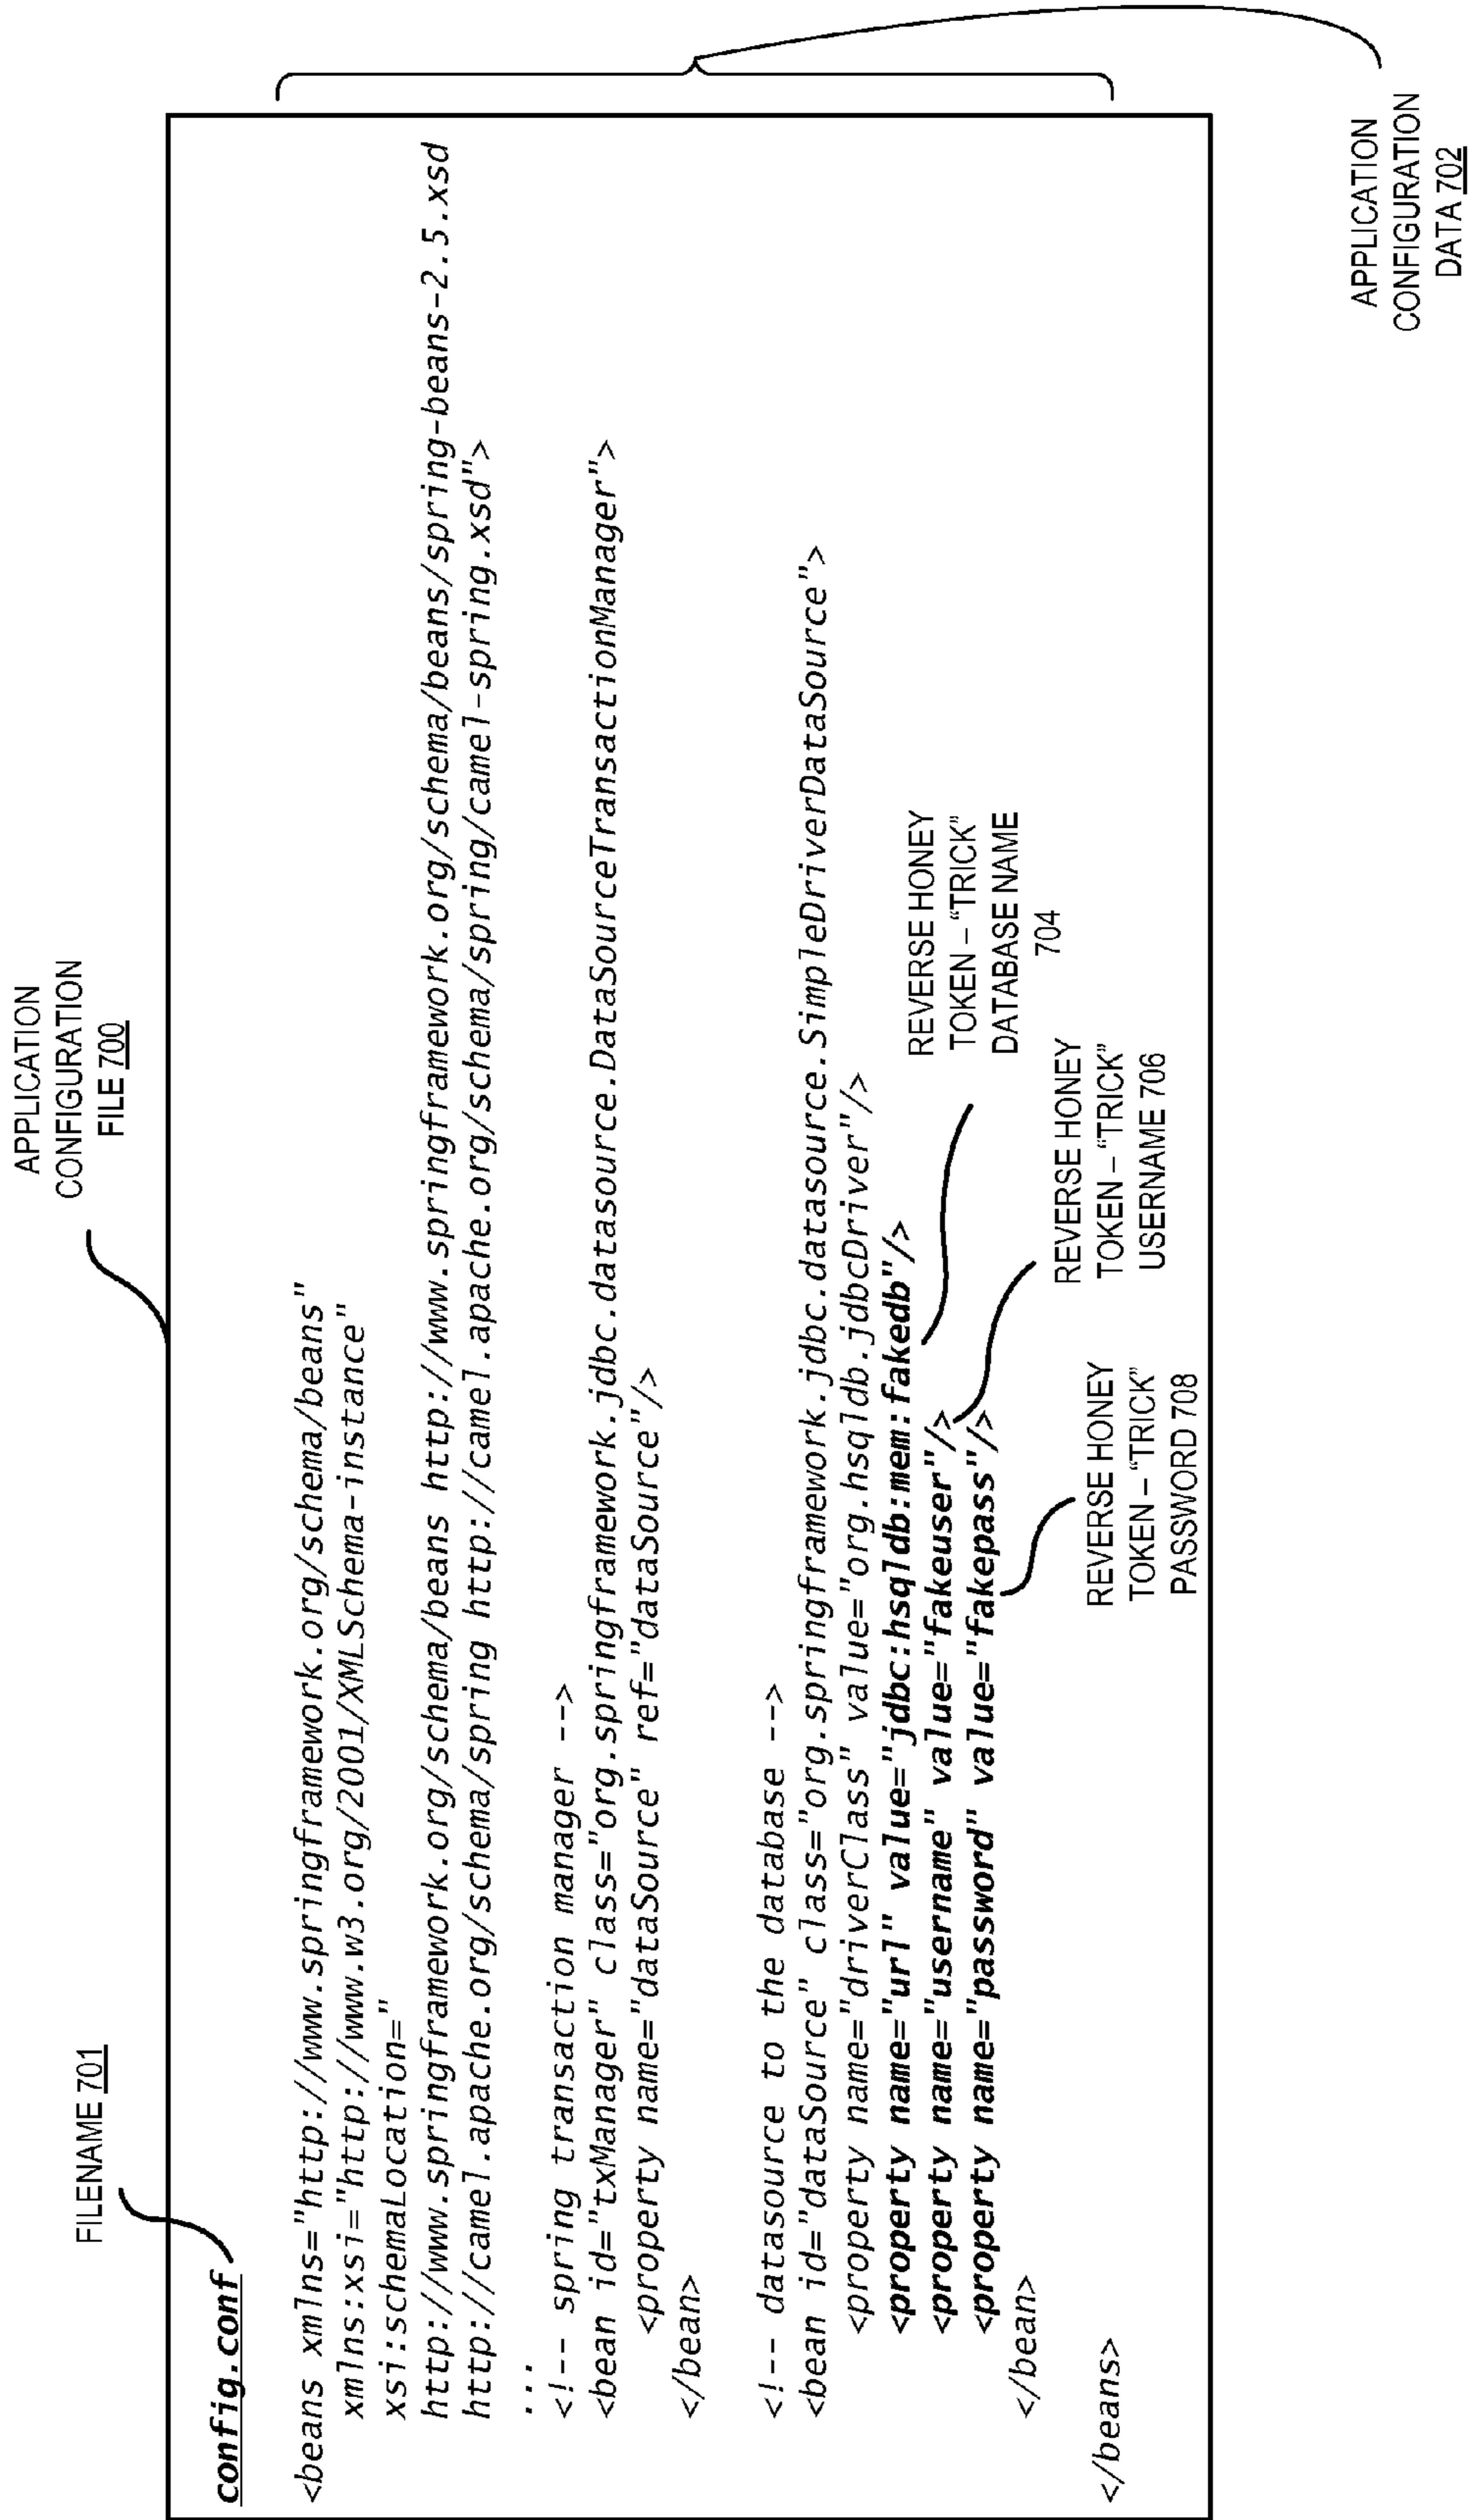 APPLICATION
CONFIGURATION
FILE 700
FILENAME 701
config.conf
<beans xmlns="http://www.springframework.org/schema/beans"
xmlns:xsi="http://www.w3.org/2001/XMLSchema-instance"
xsi:schemaLocation="
http://www.springframework.org/schema/beans http://www.springframework.org/schema/beans/spring-beans-2.5.xsd
http://camel.apache.org/schema/spring http://camel.apache.org/schema/spring/camel-spring.xsd">
...
<!-- spring transaction manager -->
<bean id="txManager" class="org.springframework.jdbc.datasource.DataSourceTransactionManager">
<property name="dataSource" ref="dataSource"/>
</bean>
<!-- datasource to the database -->
<bean id="dataSource" class="org.springframework.jdbc.datasource.SimpleDriverDataSource">
<property name="driverClass" value="org.hsqldb.jdbcDriver"/>
<property name="url" value="jdbc:hsqldb:mem:fakedb"/>
<property name="username" value="fakeuser"/>
<property name="password" value="fakepass"/>
</bean>
</beans>
REVERSE HONEY
TOKEN – “TRICK”
DATABASE NAME
704
REVERSE HONEY
TOKEN – “TRICK”
USERNAME 706
REVERSE HONEY
TOKEN – “TRICK”
PASSWORD 708
APPLICATION
CONFIGURATION
DATA 702